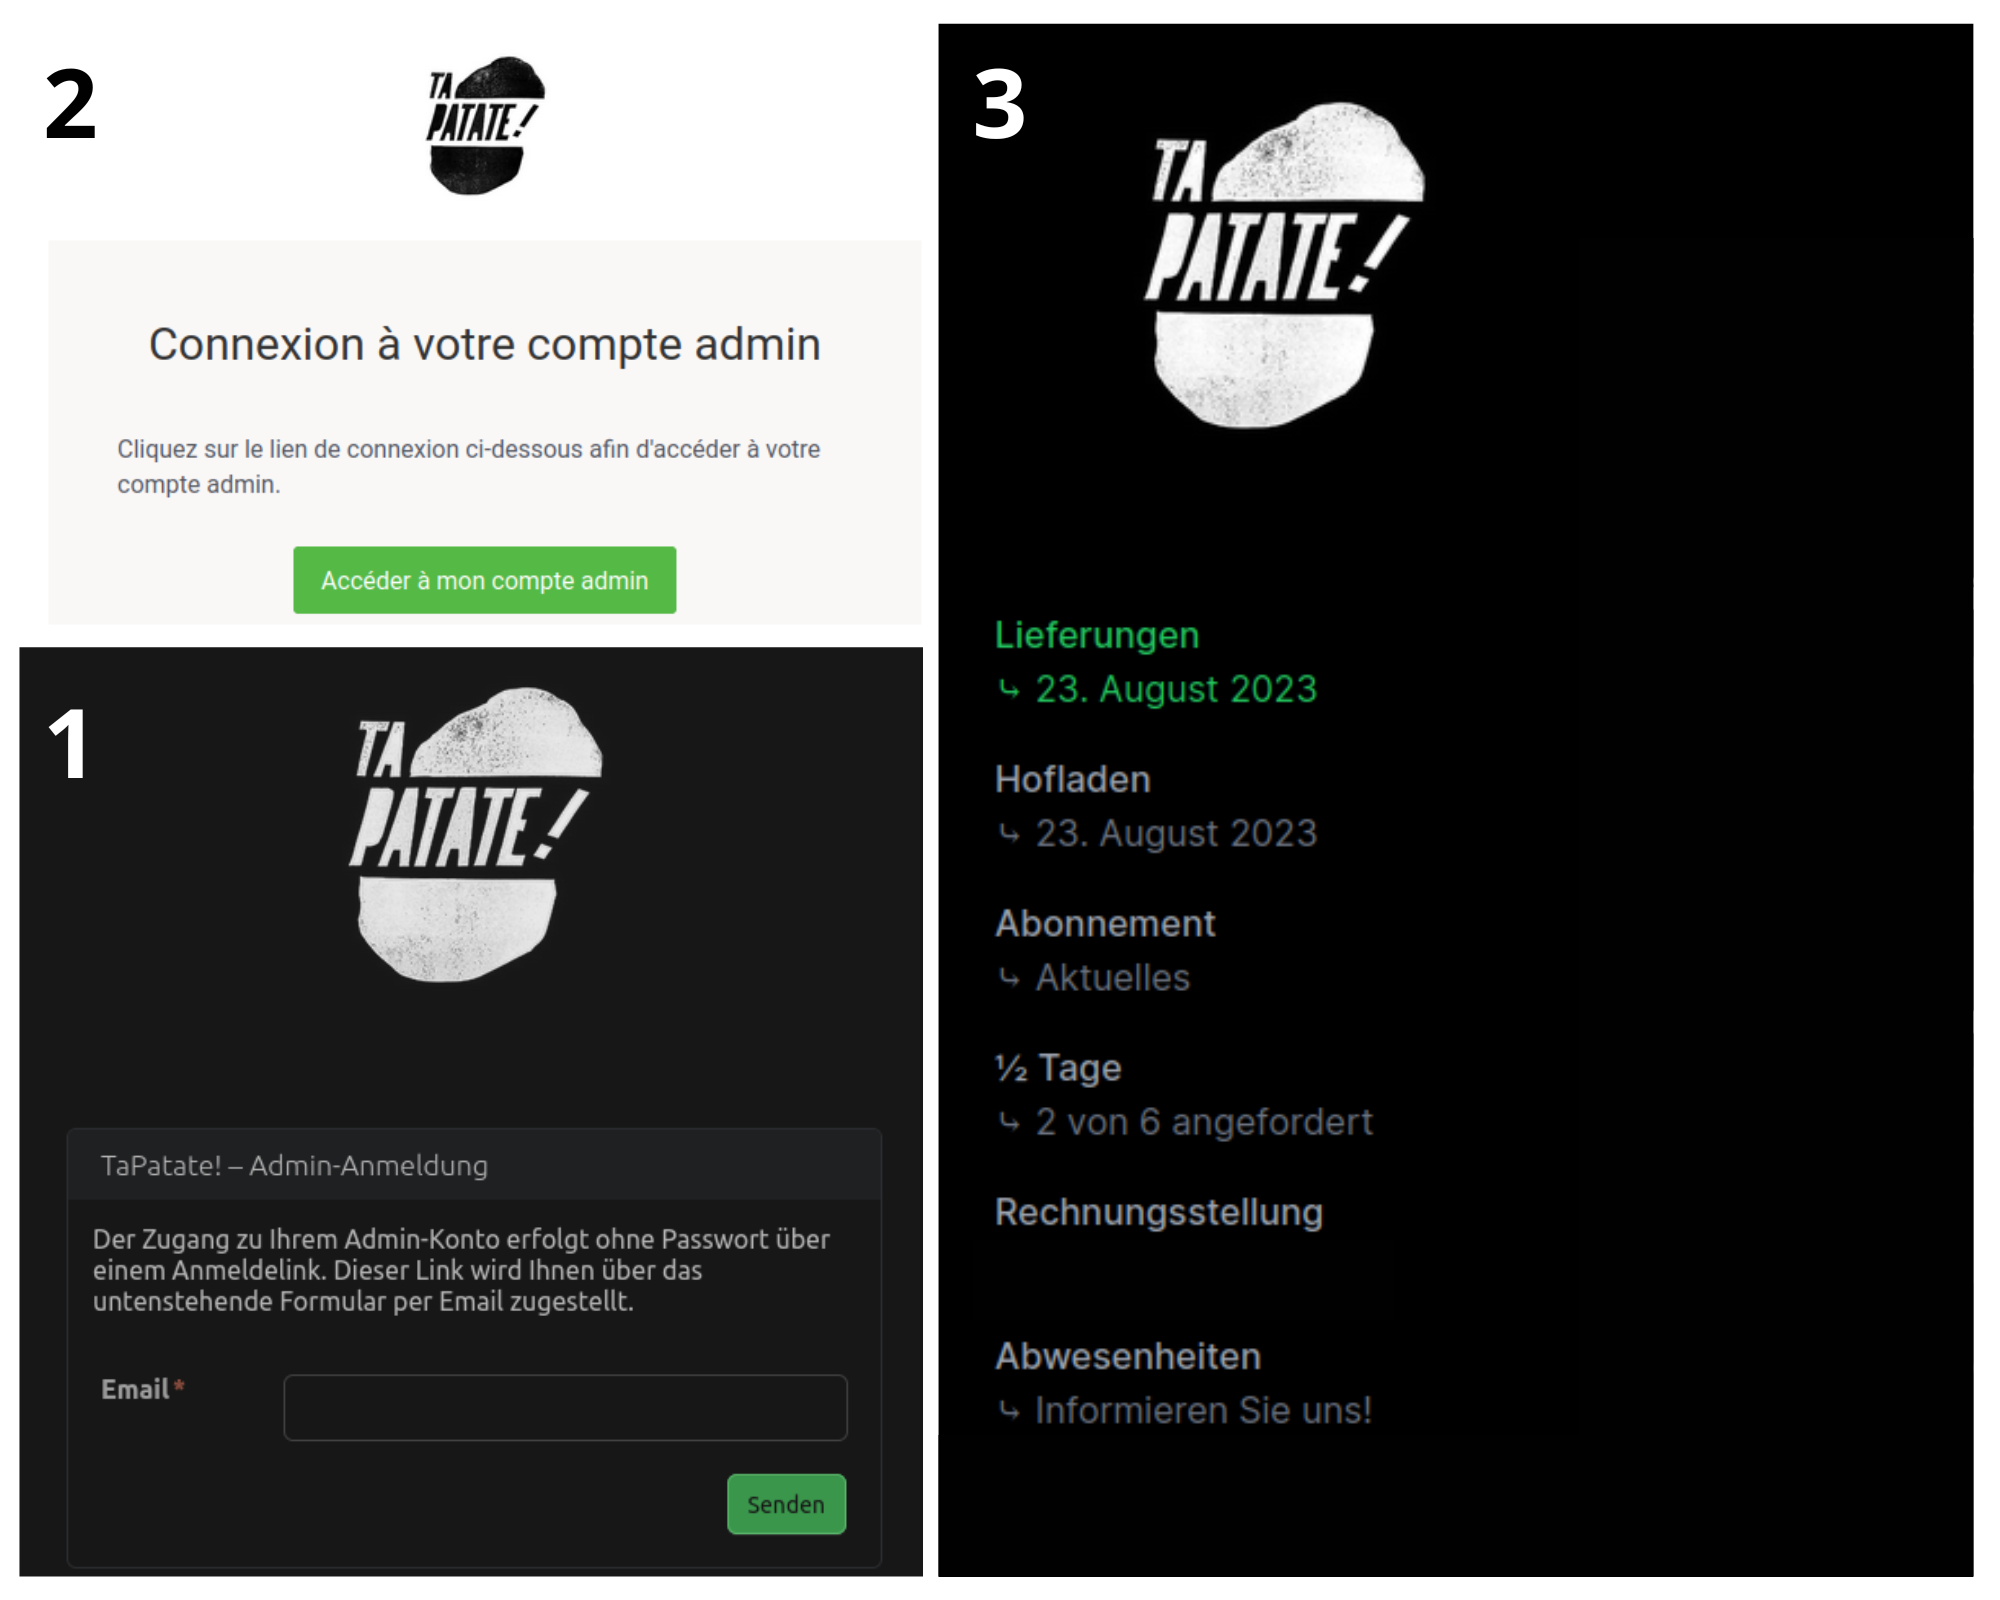 2
TA
PATATE!
Connexion à votre compte admin
Cliquez sur le lien de connexion ci-dessous afin d'accéder à votre
compte admin.
Accéder à mon compte admin
1
TA
PATATE!
TaPatate! – Admin-Anmeldung
Der Zugang zu Ihrem Admin-Konto erfolgt ohne Passwort über
einem Anmeldelink. Dieser Link wird Ihnen über das
untenstehende Formular per Email zugestellt.
Email*
Senden
3
TA
PATATE!
Lieferungen
↳ 23. August 2023
Hofladen
↳ 23. August 2023
Abonnement
↳ Aktuelles
½ Tage
↳ 2 von 6 angefordert
Rechnungsstellung
Abwesenheiten
↳ Informieren Sie uns!